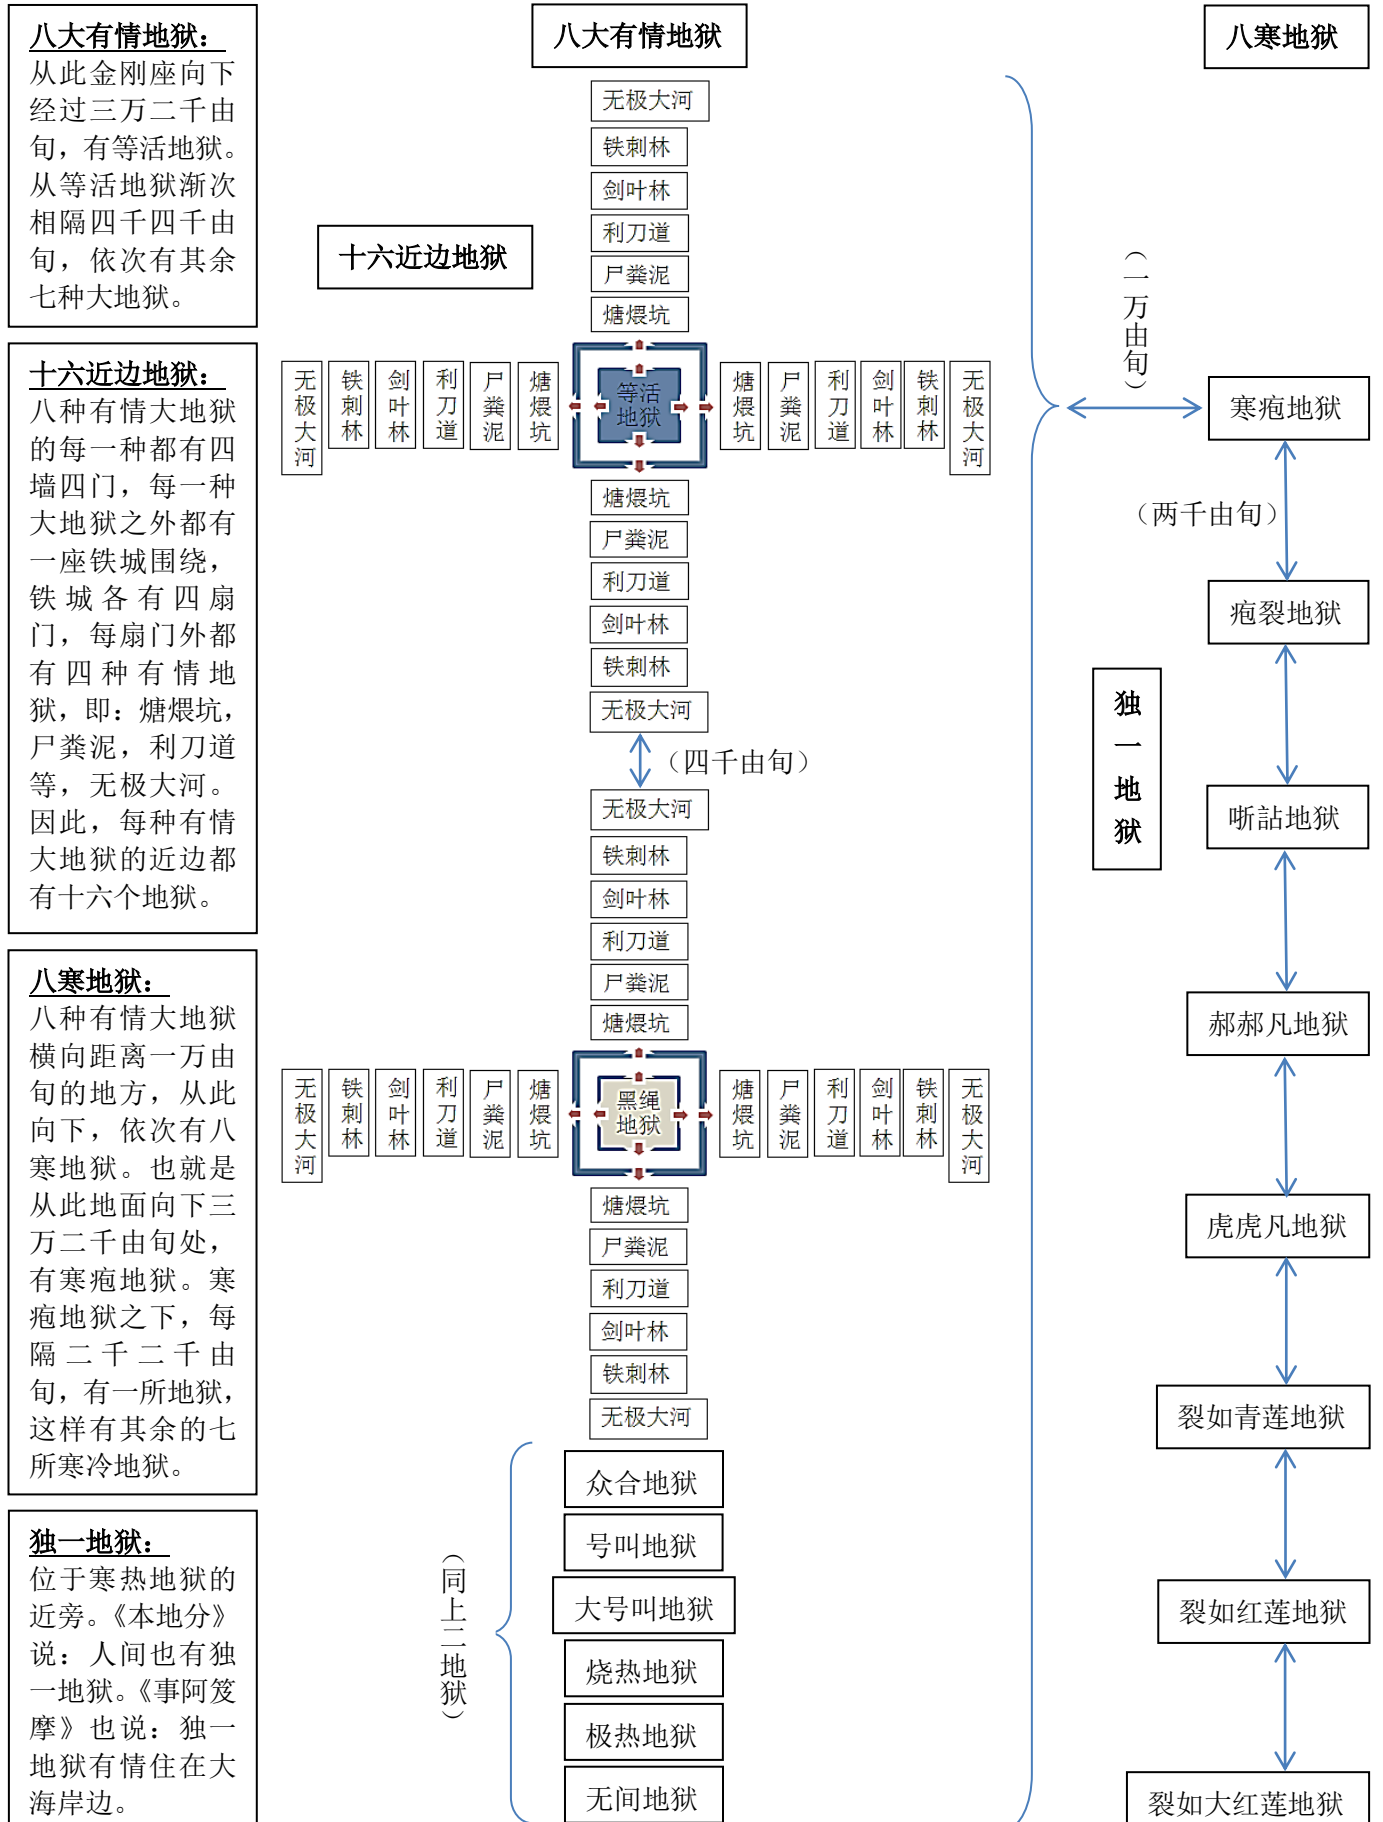 八大有情地狱：
从此金刚座向下
经过三万二千由
旬，有等活地狱。
从等活地狱渐次
相隔四千四千由
旬，依次有其余
七种大地狱。
十六近边地狱：
八种有情大地狱
的每一种都有四
墙四门，每一种
大地狱之外都有
一座铁城围绕，
铁城各有四扇
门，每扇门外都
有四种有情地
狱，即：煻煨坑，
尸粪泥，利刀道
等，无极大河。
因此，每种有情
大地狱的近边都
有十六个地狱。
八寒地狱：
八种有情大地狱
横向距离一万由
旬的地方，从此
向下，依次有八
寒地狱。也就是
从此地面向下三
万二千由旬处，
有寒疱地狱。寒
疱地狱之下，每
隔二千二千由
旬，有一所地狱，
这样有其余的七
所寒冷地狱。
独一地狱：
位于寒热地狱的
近旁。《本地分》
说：人间也有独
一地狱。《事阿笈
摩》也说：独一
地狱有情住在大
海岸边。
八大有情地狱
无极大河
铁刺林
剑叶林
利刀道
尸粪泥
煻煨坑
十六近边地狱
无极大河
铁刺林
剑叶林
利刀道
尸粪泥
煻煨坑
等活
地狱
煻煨坑
尸粪泥
利刀道
剑叶林
铁刺林
无极大河
煻煨坑
尸粪泥
利刀道
剑叶林
铁刺林
无极大河
（四千由旬）
无极大河
铁刺林
剑叶林
利刀道
尸粪泥
煻煨坑
无极大河
铁刺林
剑叶林
利刀道
尸粪泥
煻煨坑
黑绳
地狱
煻煨坑
尸粪泥
利刀道
剑叶林
铁刺林
无极大河
煻煨坑
尸粪泥
利刀道
剑叶林
铁刺林
无极大河
（同上二地狱）
众合地狱
号叫地狱
大号叫地狱
烧热地狱
极热地狱
无间地狱
八寒地狱
（一万由旬）
寒疱地狱
（两千由旬）
疱裂地狱
独一地狱
哳詀地狱
郝郝凡地狱
虎虎凡地狱
裂如青莲地狱
裂如红莲地狱
裂如大红莲地狱